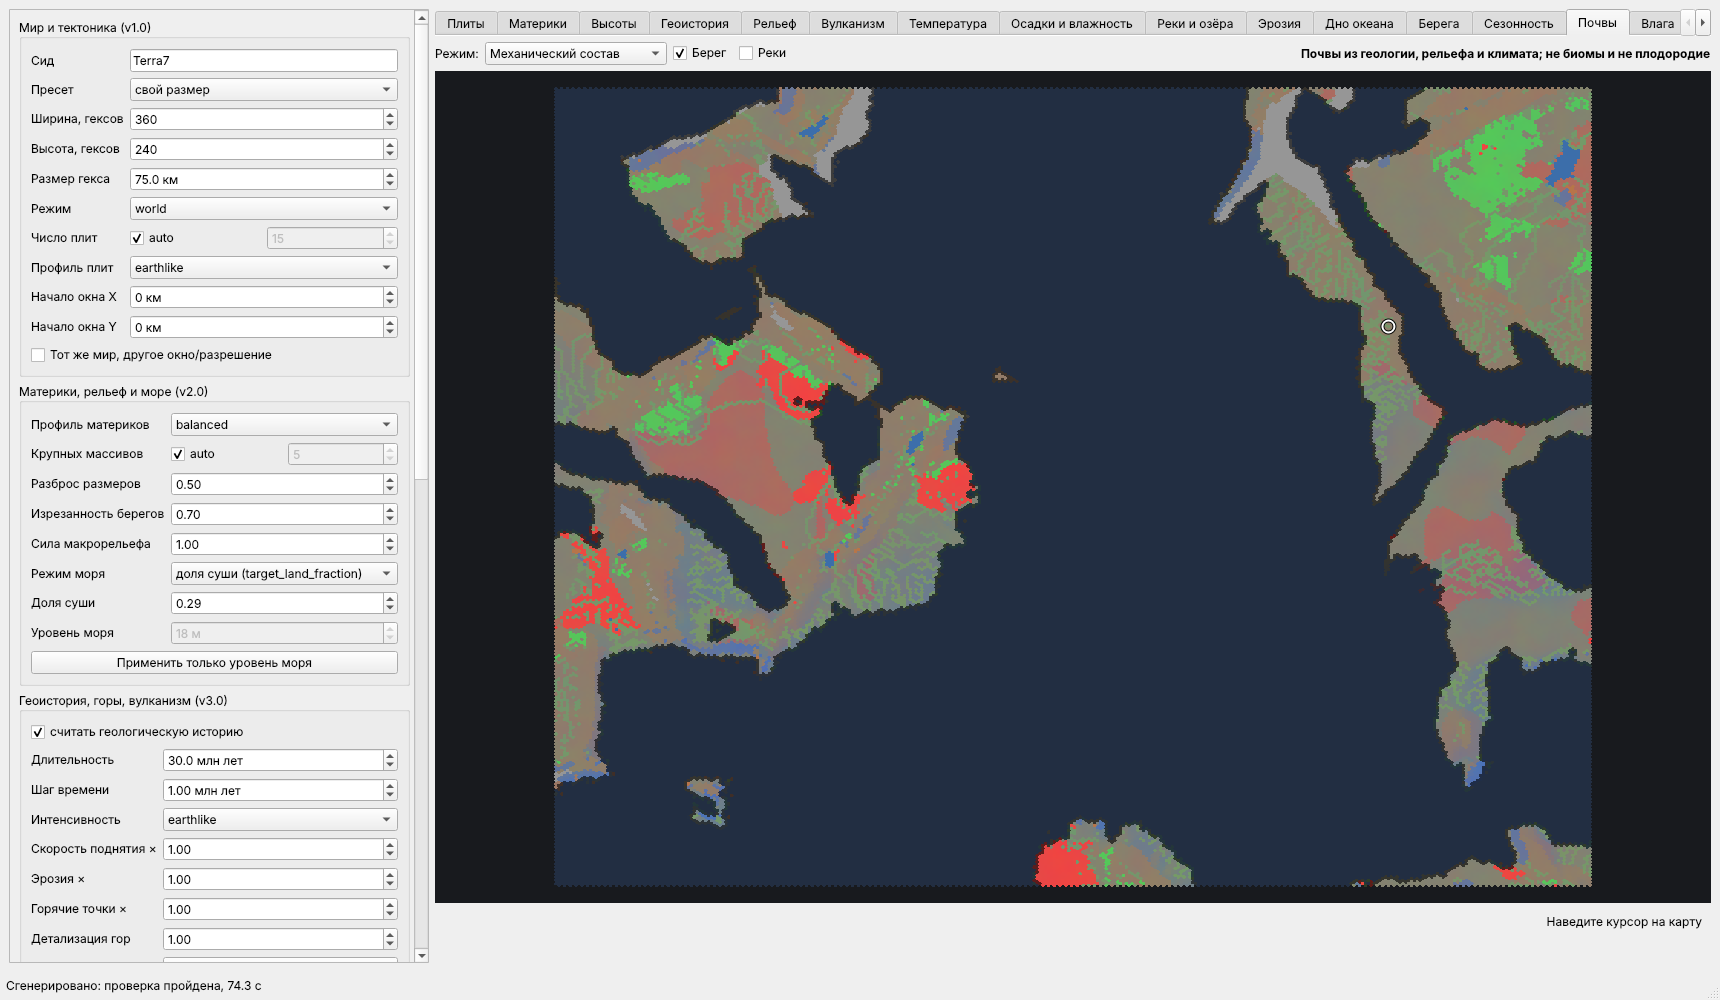 Мир и тектоника (v1.0)
Сид Terra7
Пресет свой размер
Ширина, гексов 360
Высота, гексов 240
Размер гекса 75.0 км
Режим world
Число плит auto 15
Профиль плит earthlike
Начало окна X 0 км
Начало окна Y 0 км
Тот же мир, другое окно/разрешение
Материки, рельеф и море (v2.0)
Профиль материков balanced
Крупных массивов auto 5
Разброс размеров 0.50
Изрезанность берегов 0.70
Сила макрорельефа 1.00
Режим моря доля суши (target_land_fraction)
Доля суши 0.29
Уровень моря 18 м
Применить только уровень моря
Геоистория, горы, вулканизм (v3.0)
считать геологическую историю
Длительность 30.0 млн лет
Шаг времени 1.00 млн лет
Интенсивность earthlike
Скорость поднятия × 1.00
Эрозия × 1.00
Горячие точки × 1.00
Детализация гор 1.00
Плиты Материки Высоты Геоистория Рельеф Вулканизм Температура Осадки и влажность Реки и озёра Эрозия Дно океана Берега Сезонность Почвы Влага
Режим: Механический состав Берег Реки Почвы из геологии, рельефа и климата; не биомы и не плодородие
Наведите курсор на карту
Сгенерировано: проверка пройдена, 74.3 с